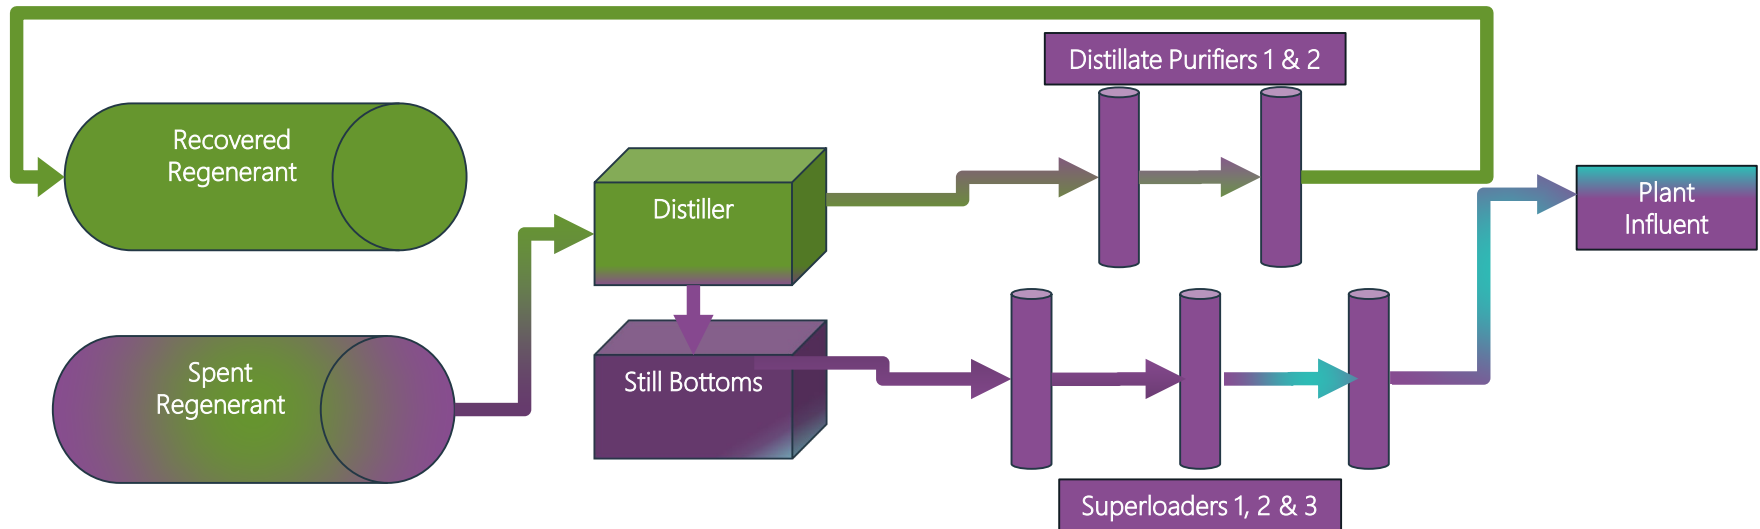 Distillate Purifiers 1 & 2
Recovered
Regenerant
Distiller
Plant
Influent
Spent
Regenerant
Still Bottoms
Superloaders 1, 2 & 3